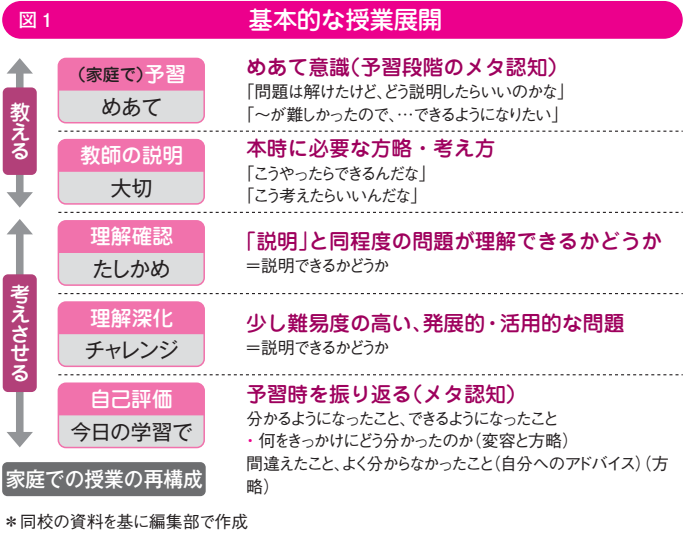 図1 基本的な授業展開
教える
(家庭で)予習
めあて
めあて意識(予習段階のメタ認知)
「問題は解けたけど、どう説明したらいいのかな」
「～が難しかったので、…できるようになりたい」
教師の説明
大切
本時に必要な方略・考え方
「こうやったらできるんだな」
「こう考えたらいいんだな」
考えさせる
理解確認
たしかめ
「説明」と同程度の問題が理解できるかどうか
＝説明できるかどうか
理解深化
チャレンジ
少し難易度の高い、発展的・活用的な問題
＝説明できるかどうか
自己評価
今日の学習で
予習時を振り返る(メタ認知)
分かるようになったこと、できるようになったこと
・何をきっかけにどう分かったのか(変容と方略)
間違えたこと、よく分からなかったこと(自分へのアドバイス)(方
略)
家庭での授業の再構成
＊同校の資料を基に編集部で作成